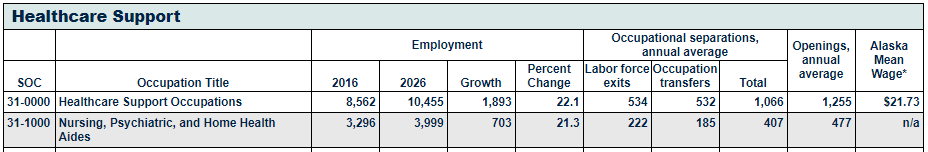 Healthcare Support
Employment
Occupational separations, annual average
Openings, annual average
Alaska Mean Wage*
SOC Occupation Title 2016 2026 Growth Percent Change Labor force exits Occupation transfers Total
31-0000 Healthcare Support Occupations 8,562 10,455 1,893 22.1 534 532 1,066 1,255 $21.73
31-1000 Nursing, Psychiatric, and Home Health Aides 3,296 3,999 703 21.3 222 185 407 477 n/a